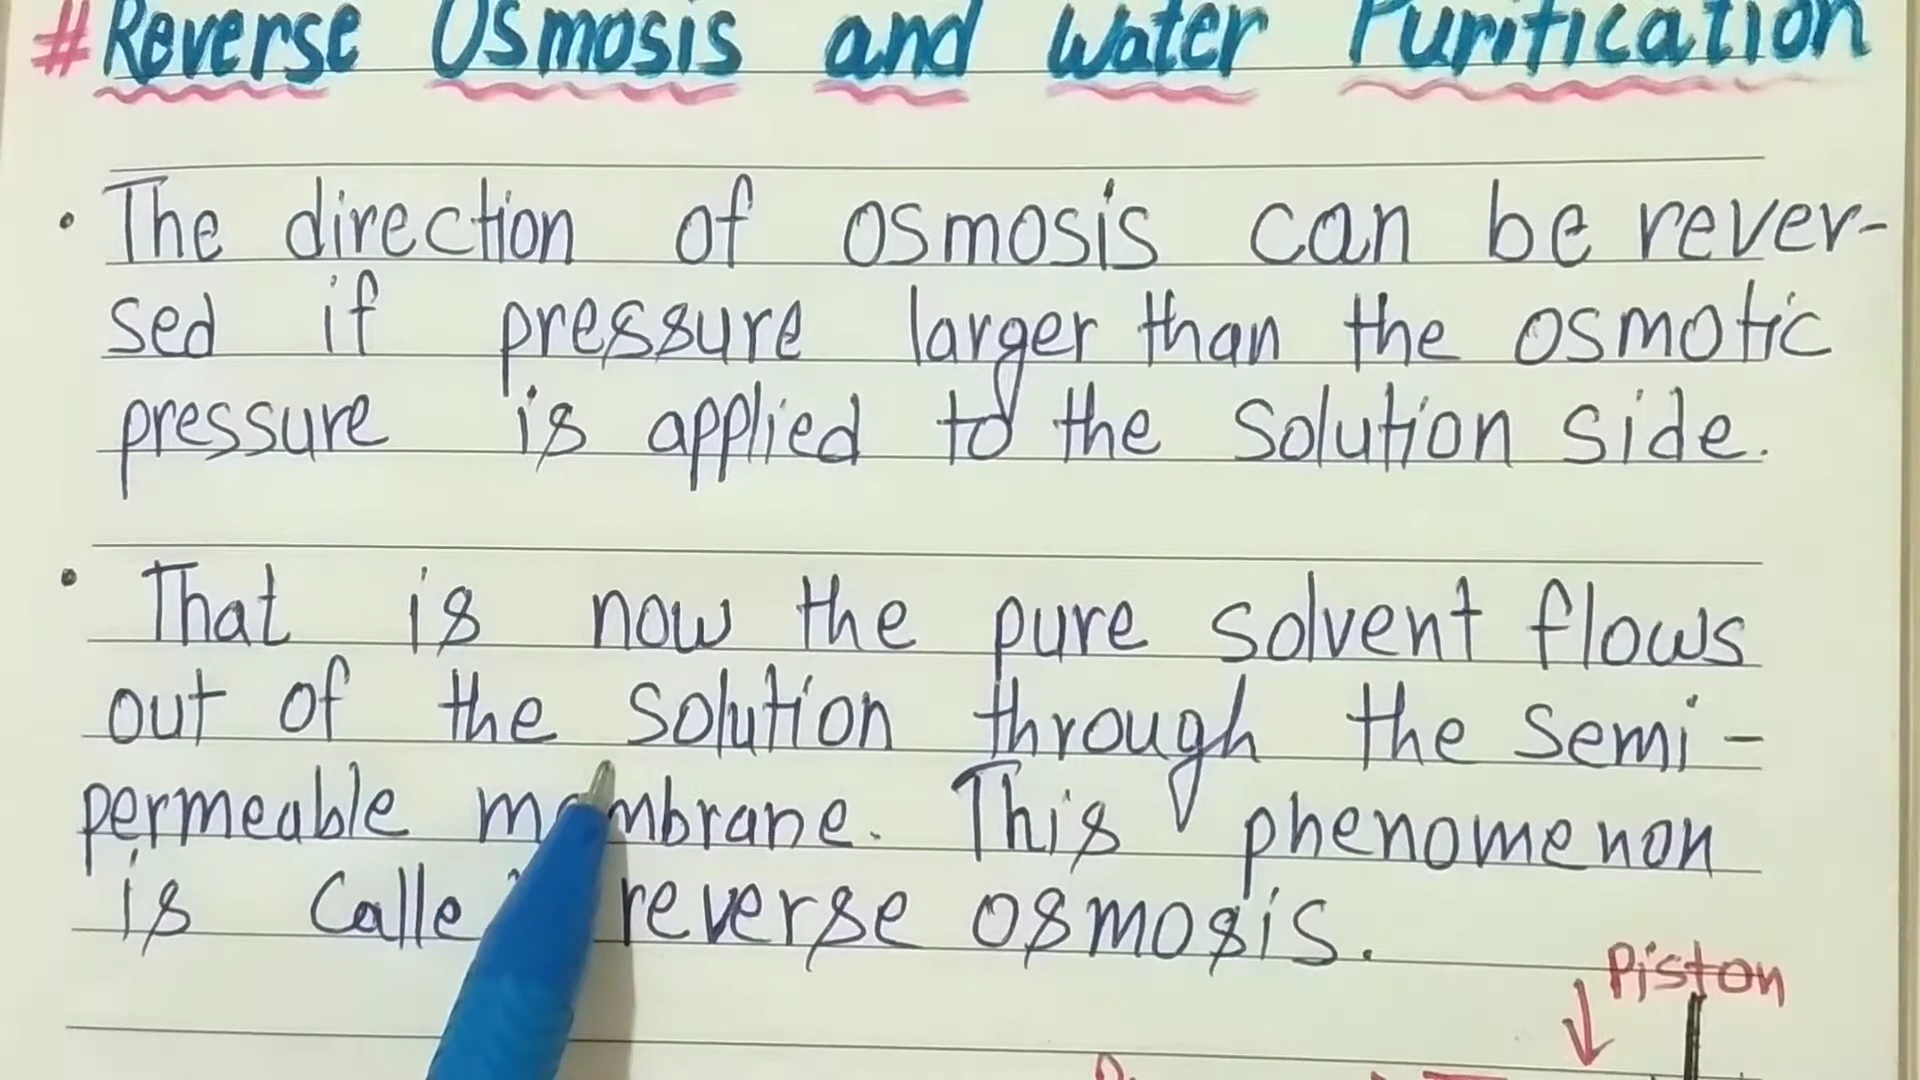 #Reverse Osmosis and Water Purification
• The direction of osmosis can be rever-
sed if pressure larger than the osmotic
pressure is applied to the solution side.
• That is now the pure solvent flows
out of the solution through the semi-
permeable membrane. This phenomenon
is called reverse osmosis.
Piston